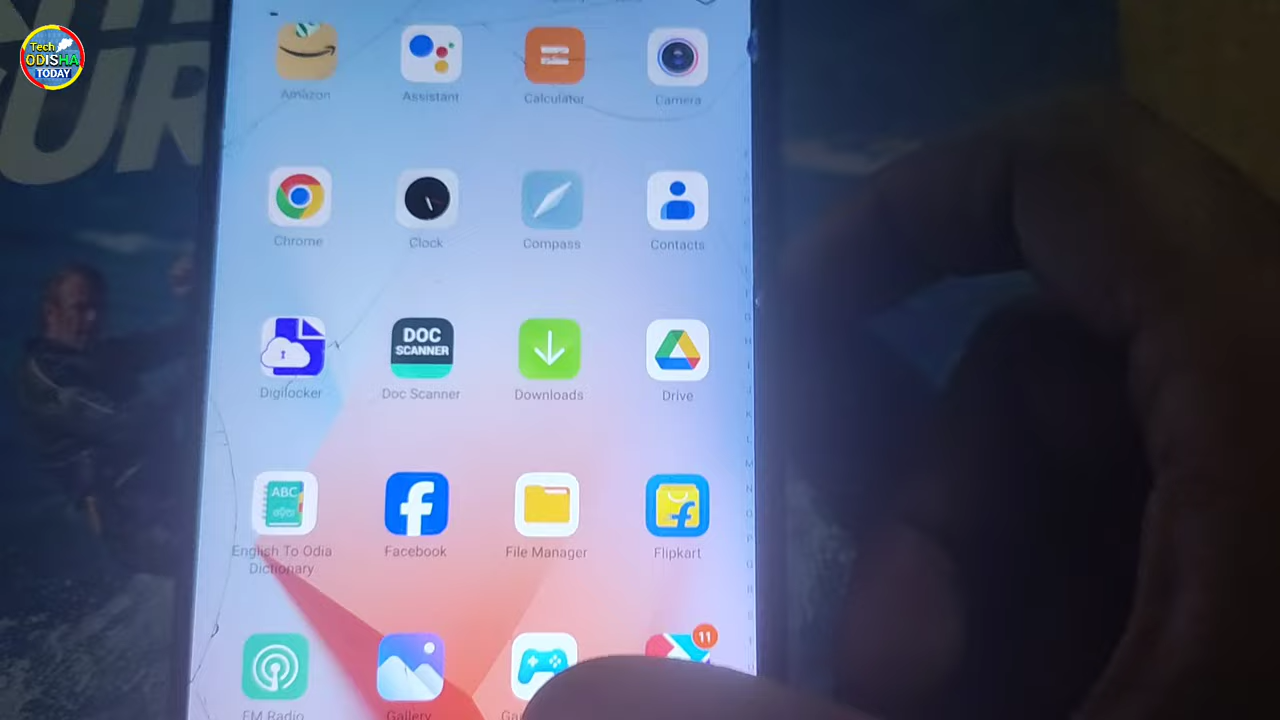 Tech
ODISHA
TODAY
UR
Amazon
Assistant
Calculator
Camera
Chrome
Clock
Compass
Contacts
DOC
SCANNER
Digilocker
Doc Scanner
Downloads
Drive
ABC
English To Odia
Dictionary
Facebook
File Manager
Flipkart
11
FM Radio
Gallery